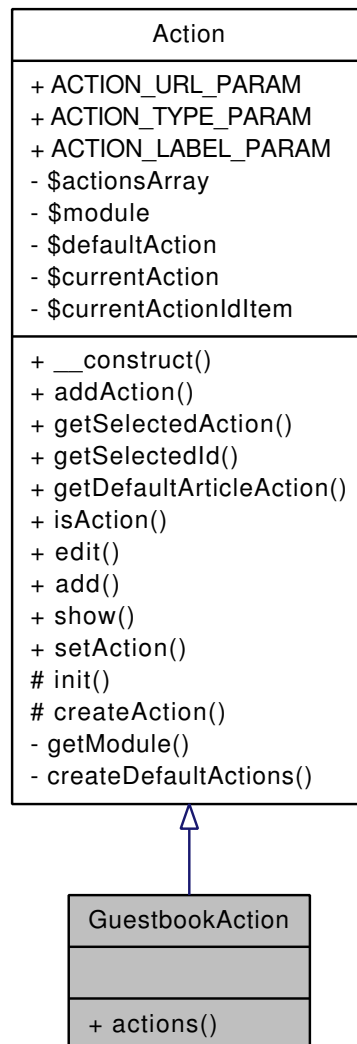 Action
+ ACTION_URL_PARAM
+ ACTION_TYPE_PARAM
+ ACTION_LABEL_PARAM
- $actionsArray
- $module
- $defaultAction
- $currentAction
- $currentActionIdItem
+ __construct()
+ addAction()
+ getSelectedAction()
+ getSelectedId()
+ getDefaultArticleAction()
+ isAction()
+ edit()
+ add()
+ show()
+ setAction()
# init()
# createAction()
- getModule()
- createDefaultActions()
GuestbookAction
+ actions()